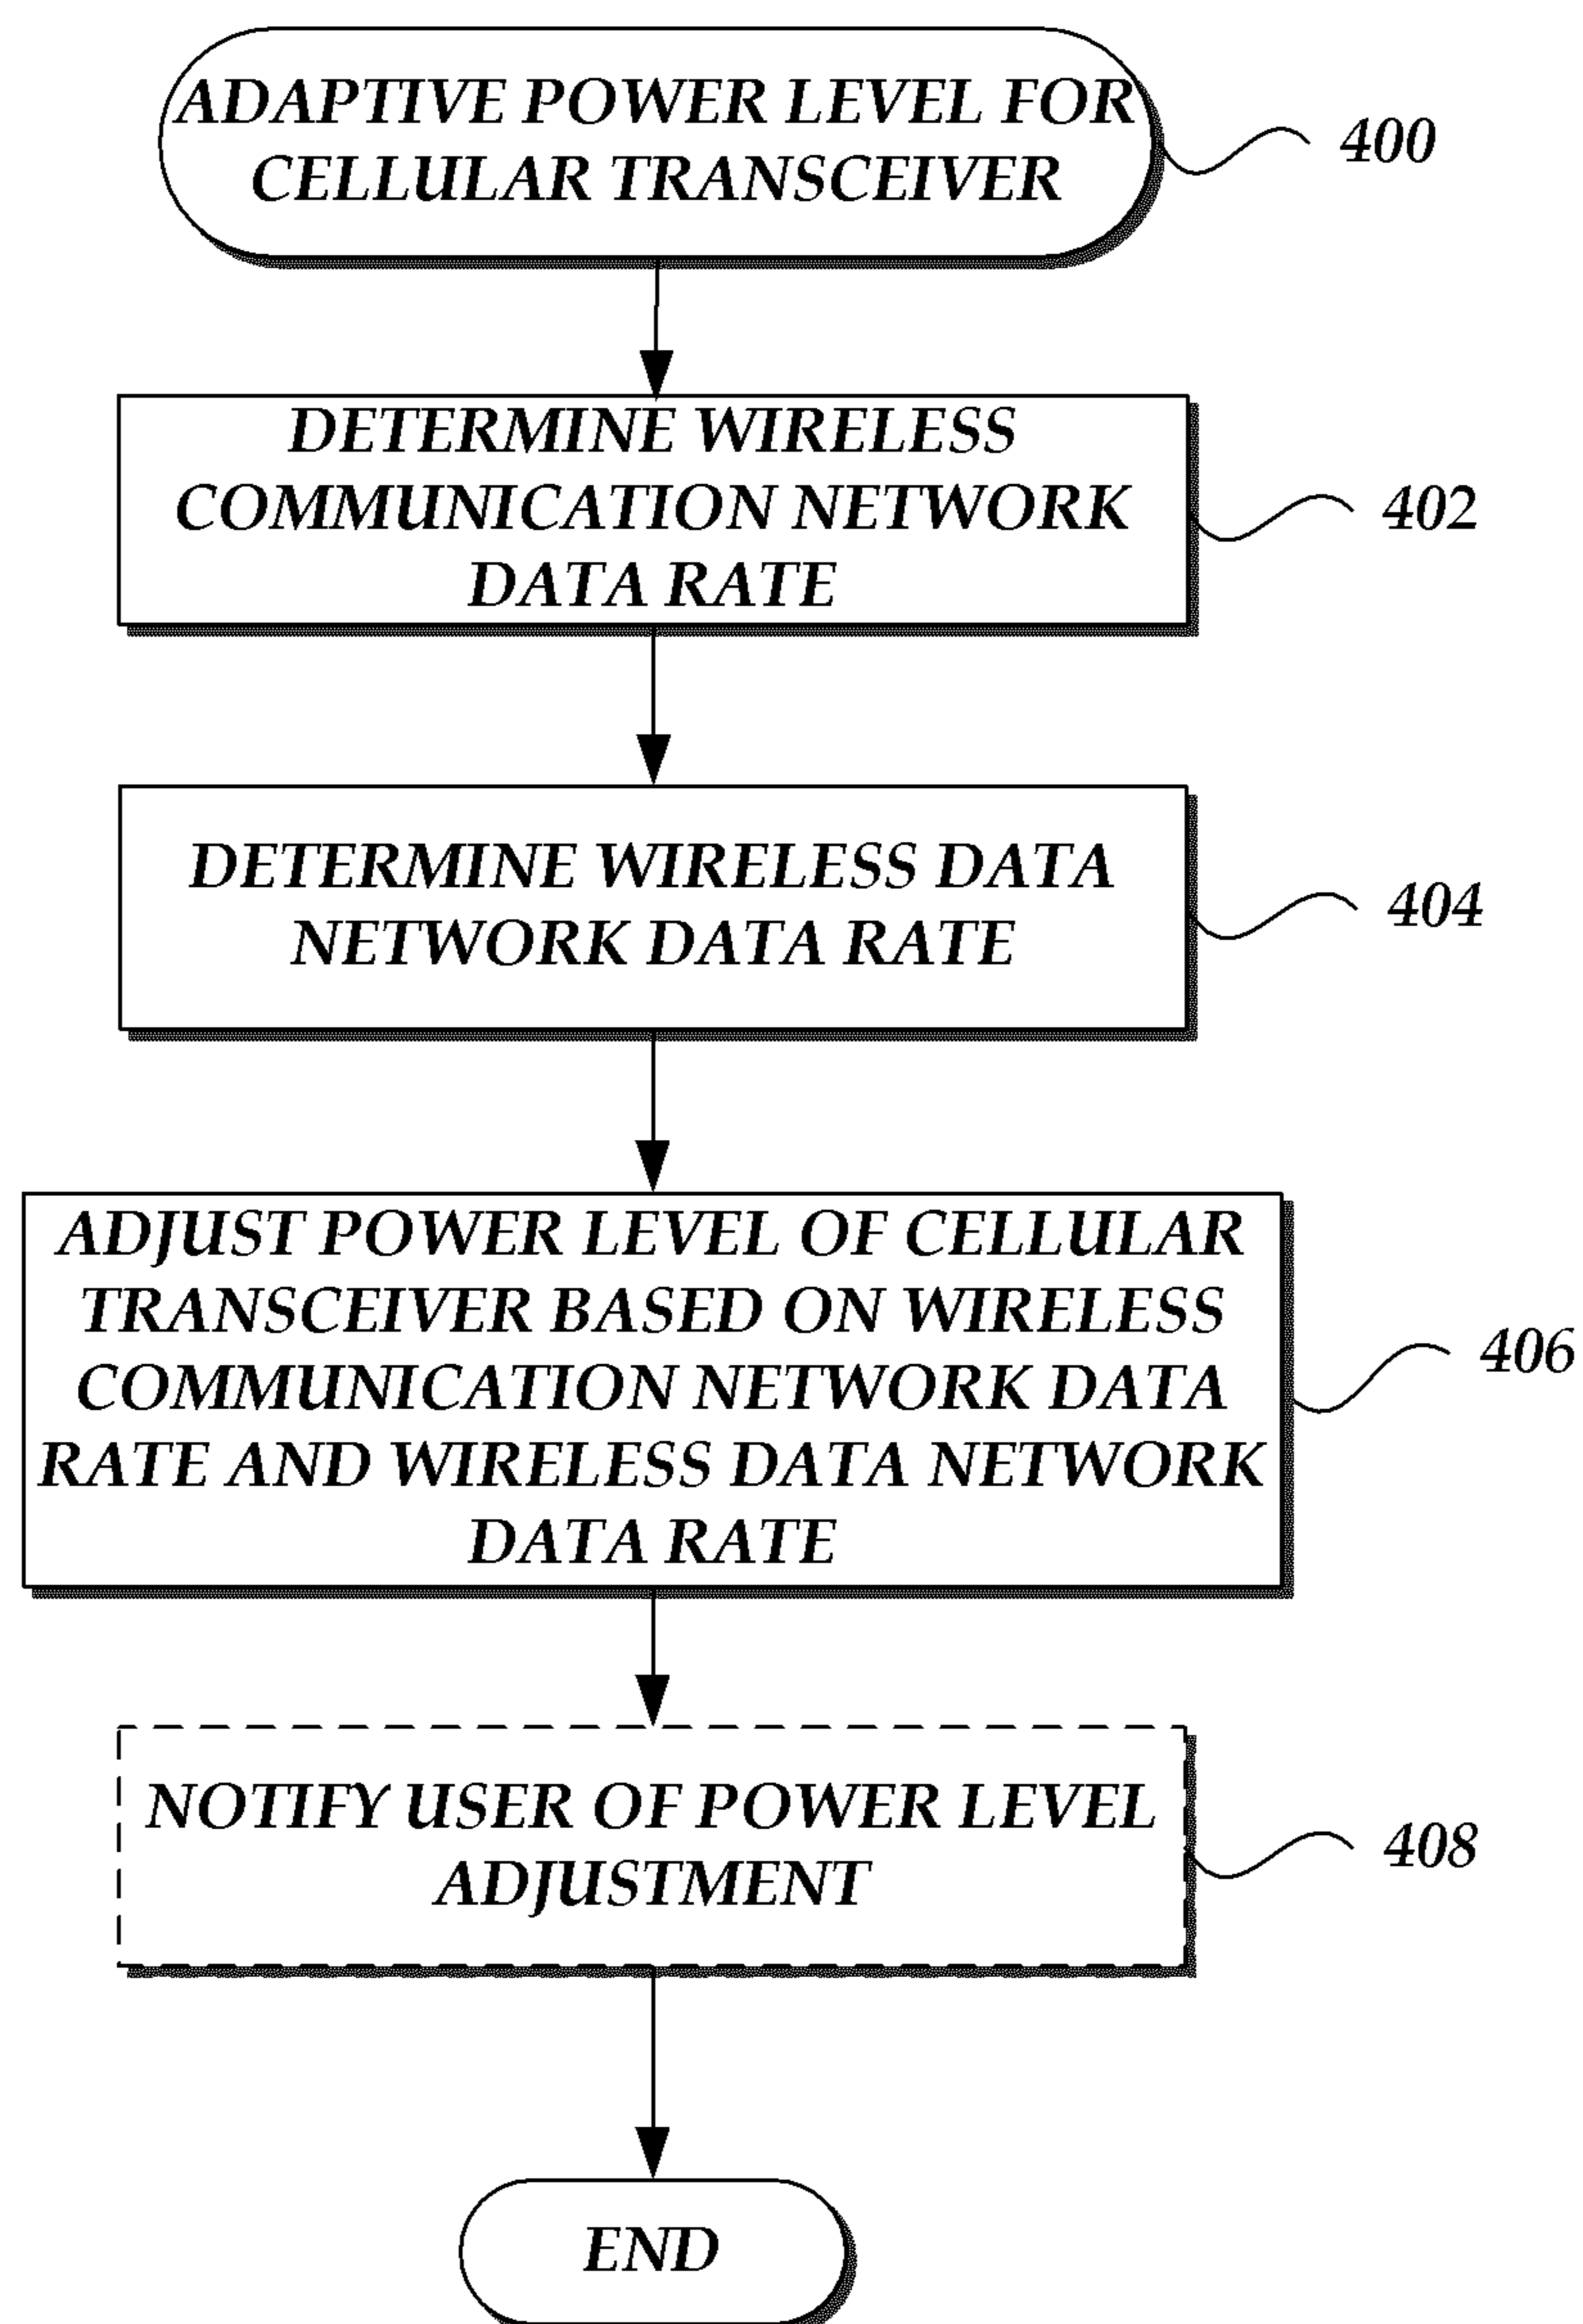 ADAPTIVE POWER LEVEL FOR
CELLULAR TRANSCEIVER
400
DETERMINE WIRELESS
COMMUNICATION NETWORK
DATA RATE
402
DETERMINE WIRELESS DATA
NETWORK DATA RATE
404
ADJUST POWER LEVEL OF CELLULAR
TRANSCEIVER BASED ON WIRELESS
COMMUNICATION NETWORK DATA
RATE AND WIRELESS DATA NETWORK
DATA RATE
406
NOTIFY USER OF POWER LEVEL
ADJUSTMENT
408
END